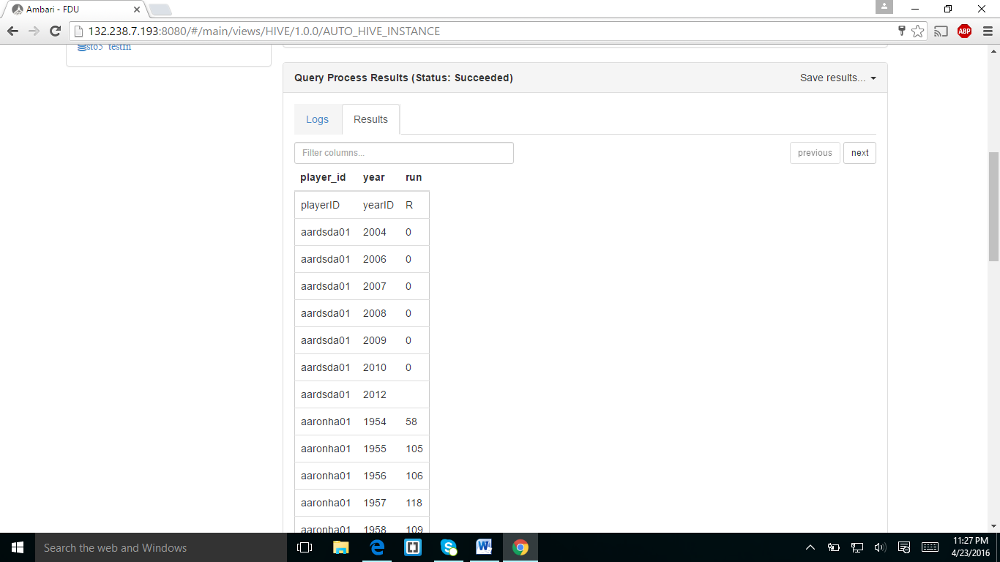 Ambari - FDU
132.238.7.193:8080/#/main/views/HIVE/1.0.0/AUTO_HIVE_INSTANCE
ABP
Query Process Results (Status: Succeeded)
Save results...
Logs
Results
Filter columns...
previous
next
player_id year run
playerID yearID R
aardsda01 2004 0
aardsda01 2006 0
aardsda01 2007 0
aardsda01 2008 0
aardsda01 2009 0
aardsda01 2010 0
aardsda01 2012
aaronha01 1954 58
aaronha01 1955 105
aaronha01 1956 106
aaronha01 1957 118
aaronha01 1958 109
Search the web and Windows
11:27 PM
4/23/2016